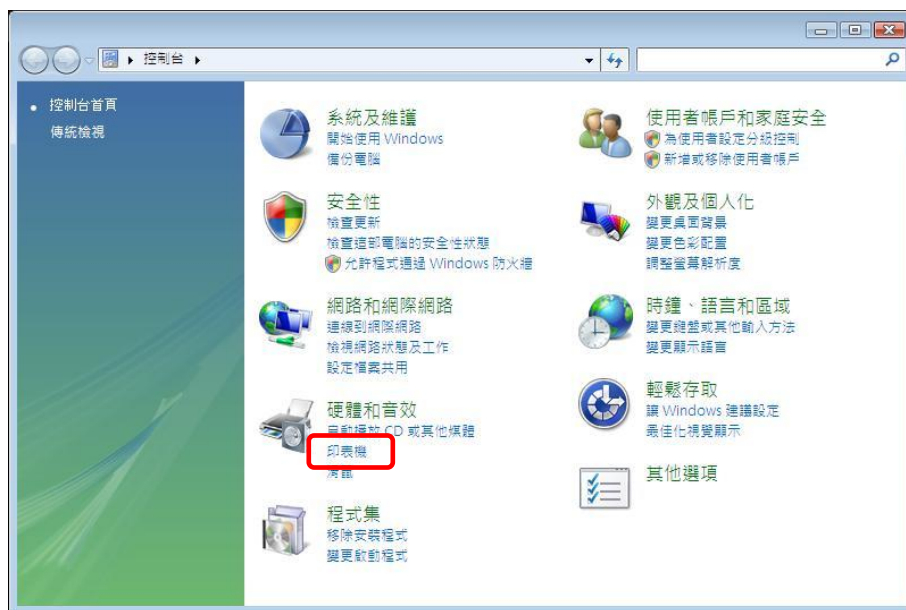 控制台
控制台首頁
傳統檢視
系統及維護
開始使用 Windows
備份電腦
安全性
檢查更新
檢查這部電腦的安全性狀態
允許程式通過 Windows 防火牆
網路和網際網路
連線到網際網路
檢視網路狀態及工作
設定檔案共用
硬體和音效
自動播放 CD 或其他媒體
印表機
滑鼠
程式集
移除安裝程式
變更啟動程式
使用者帳戶和家庭安全
為使用者設定分級控制
新增或移除使用者帳戶
外觀及個人化
變更桌面背景
變更色彩配置
調整螢幕解析度
時鐘、語言和區域
變更鍵盤或其他輸入方法
變更顯示語言
輕鬆存取
讓 Windows 建議設定
最佳化視覺顯示
其他選項